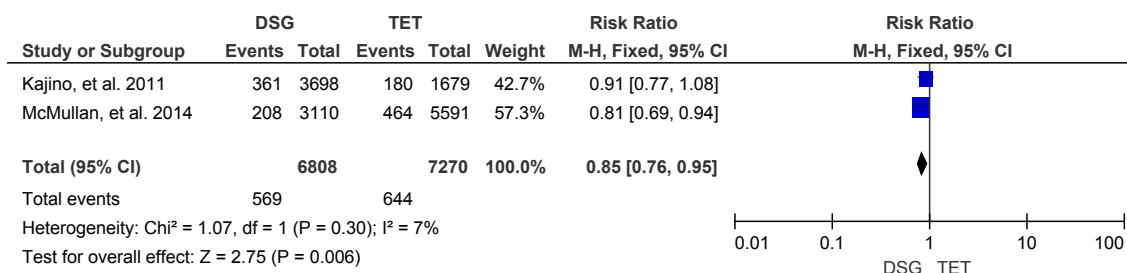 DSG TET Risk Ratio Risk Ratio
Study or Subgroup Events Total Events Total Weight M-H, Fixed, 95% CI M-H, Fixed, 95% CI
Kajino, et al. 2011 361 3698 180 1679 42.7% 0.91 [0.77, 1.08]
McMullan, et al. 2014 208 3110 464 5591 57.3% 0.81 [0.69, 0.94]
Total (95% CI) 6808 7270 100.0% 0.85 [0.76, 0.95]
Total events 569 644
Heterogeneity: Chi² = 1.07, df = 1 (P = 0.30); I² = 7%
Test for overall effect: Z = 2.75 (P = 0.006)
0.01 0.1 1 10 100
DSG TET